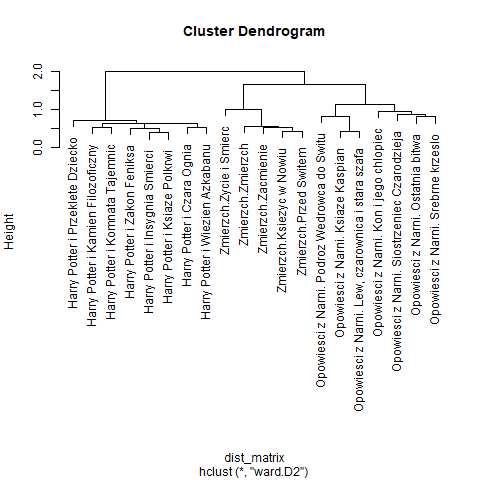 Cluster Dendrogram
Height
0.0
1.0
2.0
Harry Potter i Przeklete Dziecko
Harry Potter i Kamien Filozoficzny
Harry Potter i Komnata Tajemnic
Harry Potter i Zakon Feniksa
Harry Potter i Insygnia Smierci
Harry Potter i Ksiaze Polkrwi
Harry Potter i Czara Ognia
Harry Potter i Wiezien Azkabanu
Zmierzch.Zycie i Smierc
Zmierzch.Zmierzch
Zmierzch.Zacmienie
Zmierzch.Ksiezyc w Nowiu
Zmierzch.Przed Switem
Opowiesci z Narni. Podroz Wedrowca do Switu
Opowiesci z Narni. Ksiaze Kaspian
Opowiesci z Narni. Lew, czarownica i stara szafa
Opowiesci z Narni. Kon i jego chlopiec
Opowiesci z Narni. Siostrzeniec Czarodzieja
Opowiesci z Narni. Ostatnia bitwa
Opowiesci z Narni. Srebrne krzeslo
dist_matrix
hclust (*, "ward.D2")